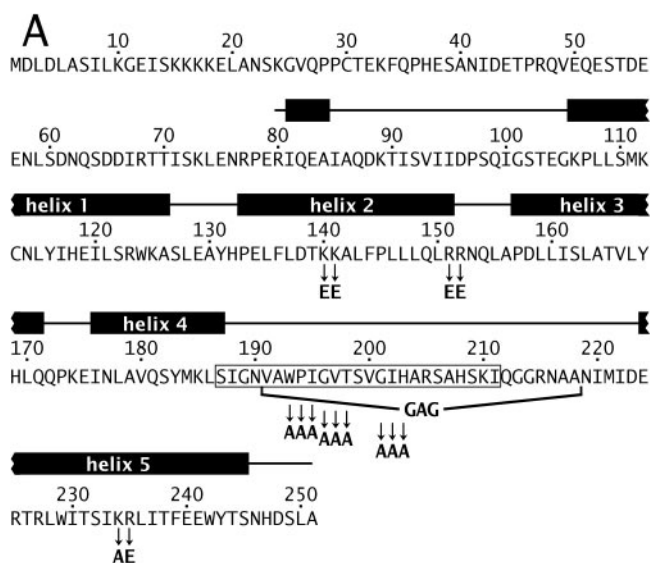 A
10 20 30 40 50
MDLDLASILKGEISKKKKELANSKGVQPPCTEKFQPHESANIDETPRQVEQESTDE
60 70 80 90 100 110
ENLSDNQSDDIRTTISKLENRPERIQEAIAQDKTISVIIDPSQIGSTEGKPLLSMK
helix 1 helix 2 helix 3
120 130 140 150 160
CNLYIHEILSRWKASLEAYHPELFLDTKKALFPLLLQLRRNQLAPDLLISLATVLY
↓↓ ↓↓
EE EE
helix 4
170 180 190 200 210 220
HLQQPKEINLAVQSYMKLSIGNVAWPIGVTSVGIHARSAHSKIQGGRNAANIMIDE
GAG
↓↓↓ ↓↓↓ ↓↓↓
AAA AAA AAA
helix 5
230 240 250
RTRLWITSIKRLITFEEWYTSNHDSLA
↓↓
AE